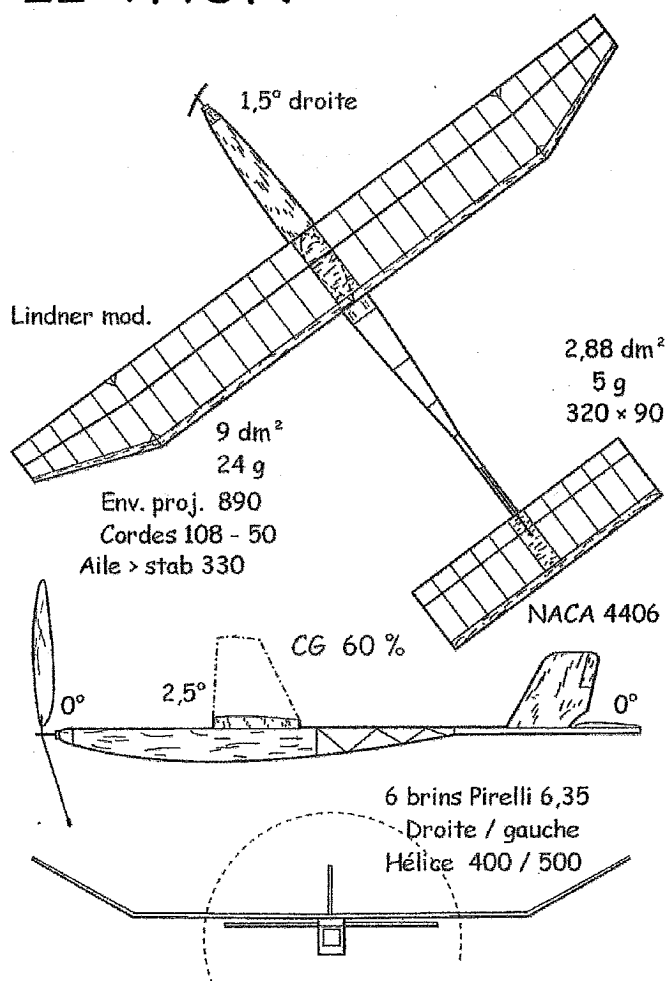 1,5° droite
Lindner mod.
2,88 dm²
5 g
320 × 90
9 dm²
24 g
Env. proj. 890
Cordes 108 - 50
Aile > stab 330
NACA 4406
CG 60 %
2,5°
0°
0°
6 brins Pirelli 6,35
Droite / gauche
Hélice 400 / 500